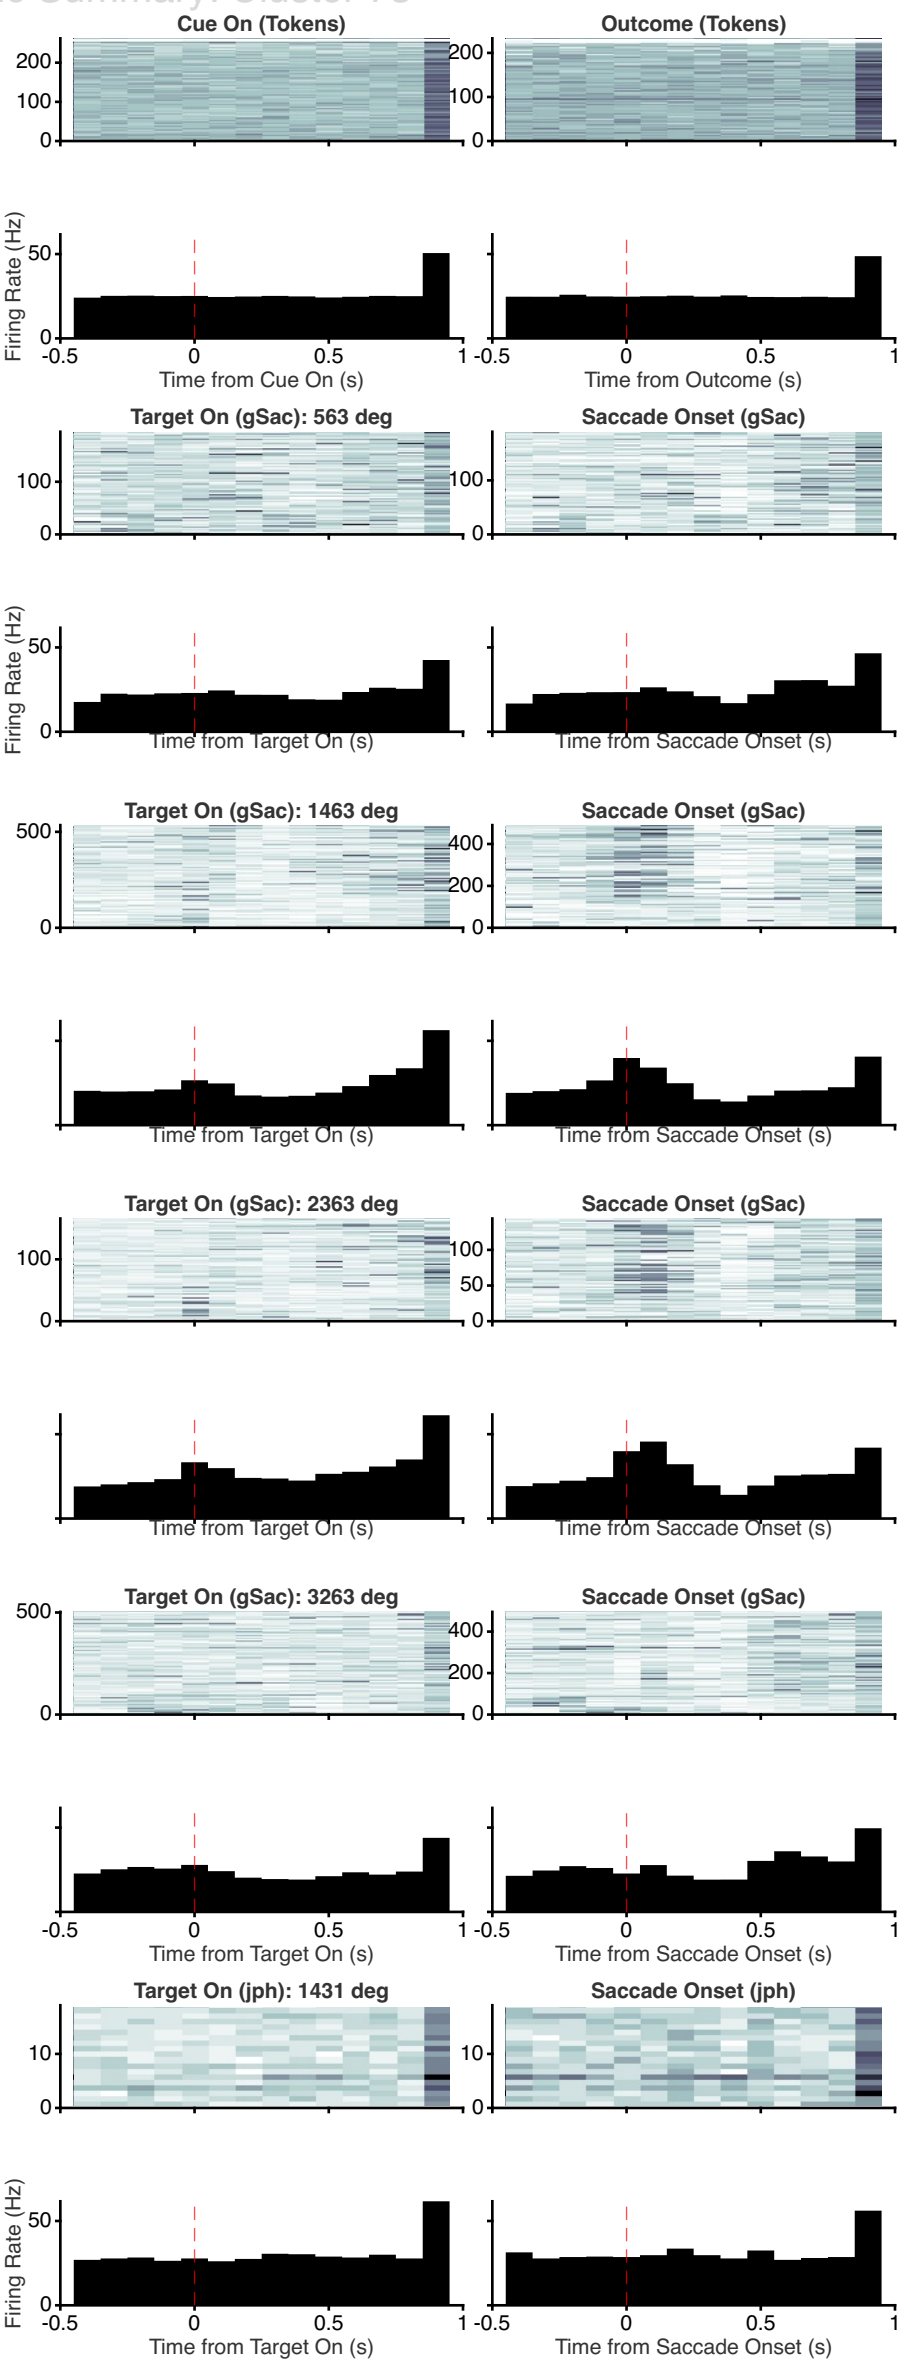 Summary: Cluster
Cue On (Tokens) Outcome (Tokens)
200 200
100 100
0 0
Firing Rate (Hz)
50
0
-0.5 0 0.5 1 -0.5 0 0.5 1
Time from Cue On (s) Time from Outcome (s)
Target On (gSac): 563 deg Saccade Onset (gSac)
100 100
0 0
Firing Rate (Hz)
50
0
Time from Target On (s) Time from Saccade Onset (s)
Target On (gSac): 1463 deg Saccade Onset (gSac)
500 400
200
0 0
Time from Target On (s) Time from Saccade Onset (s)
Target On (gSac): 2363 deg Saccade Onset (gSac)
100 100
50
0 0
Time from Target On (s) Time from Saccade Onset (s)
Target On (gSac): 3263 deg Saccade Onset (gSac)
500 400
200
0 0
-0.5 0 0.5 1 -0.5 0 0.5 1
Time from Target On (s) Time from Saccade Onset (s)
Target On (jph): 1431 deg Saccade Onset (jph)
10 10
0 0
Firing Rate (Hz)
50
0
-0.5 0 0.5 1 -0.5 0 0.5 1
Time from Target On (s) Time from Saccade Onset (s)